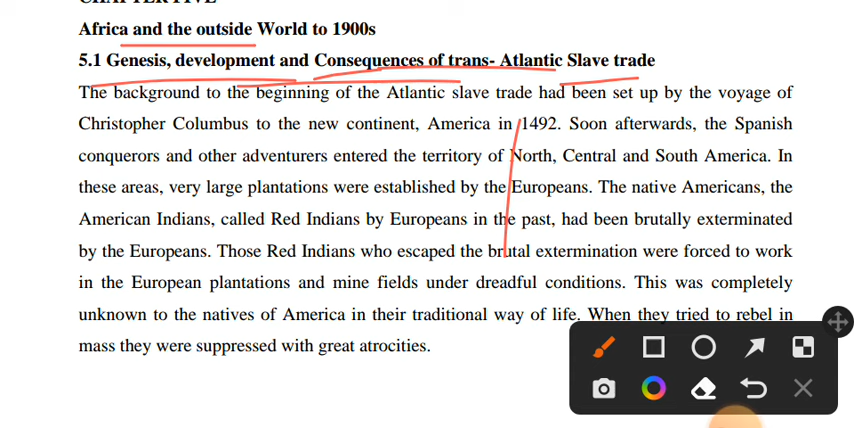 CHAPTER FIVE
Africa and the outside World to 1900s
5.1 Genesis, development and Consequences of trans- Atlantic Slave trade
The background to the beginning of the Atlantic slave trade had been set up by the voyage of
Christopher Columbus to the new continent, America in 1492. Soon afterwards, the Spanish
conquerors and other adventurers entered the territory of North, Central and South America. In
these areas, very large plantations were established by the Europeans. The native Americans, the
American Indians, called Red Indians by Europeans in the past, had been brutally exterminated
by the Europeans. Those Red Indians who escaped the brutal extermination were forced to work
in the European plantations and mine fields under dreadful conditions. This was completely
unknown to the natives of America in their traditional way of life. When they tried to rebel in
mass they were suppressed with great atrocities.